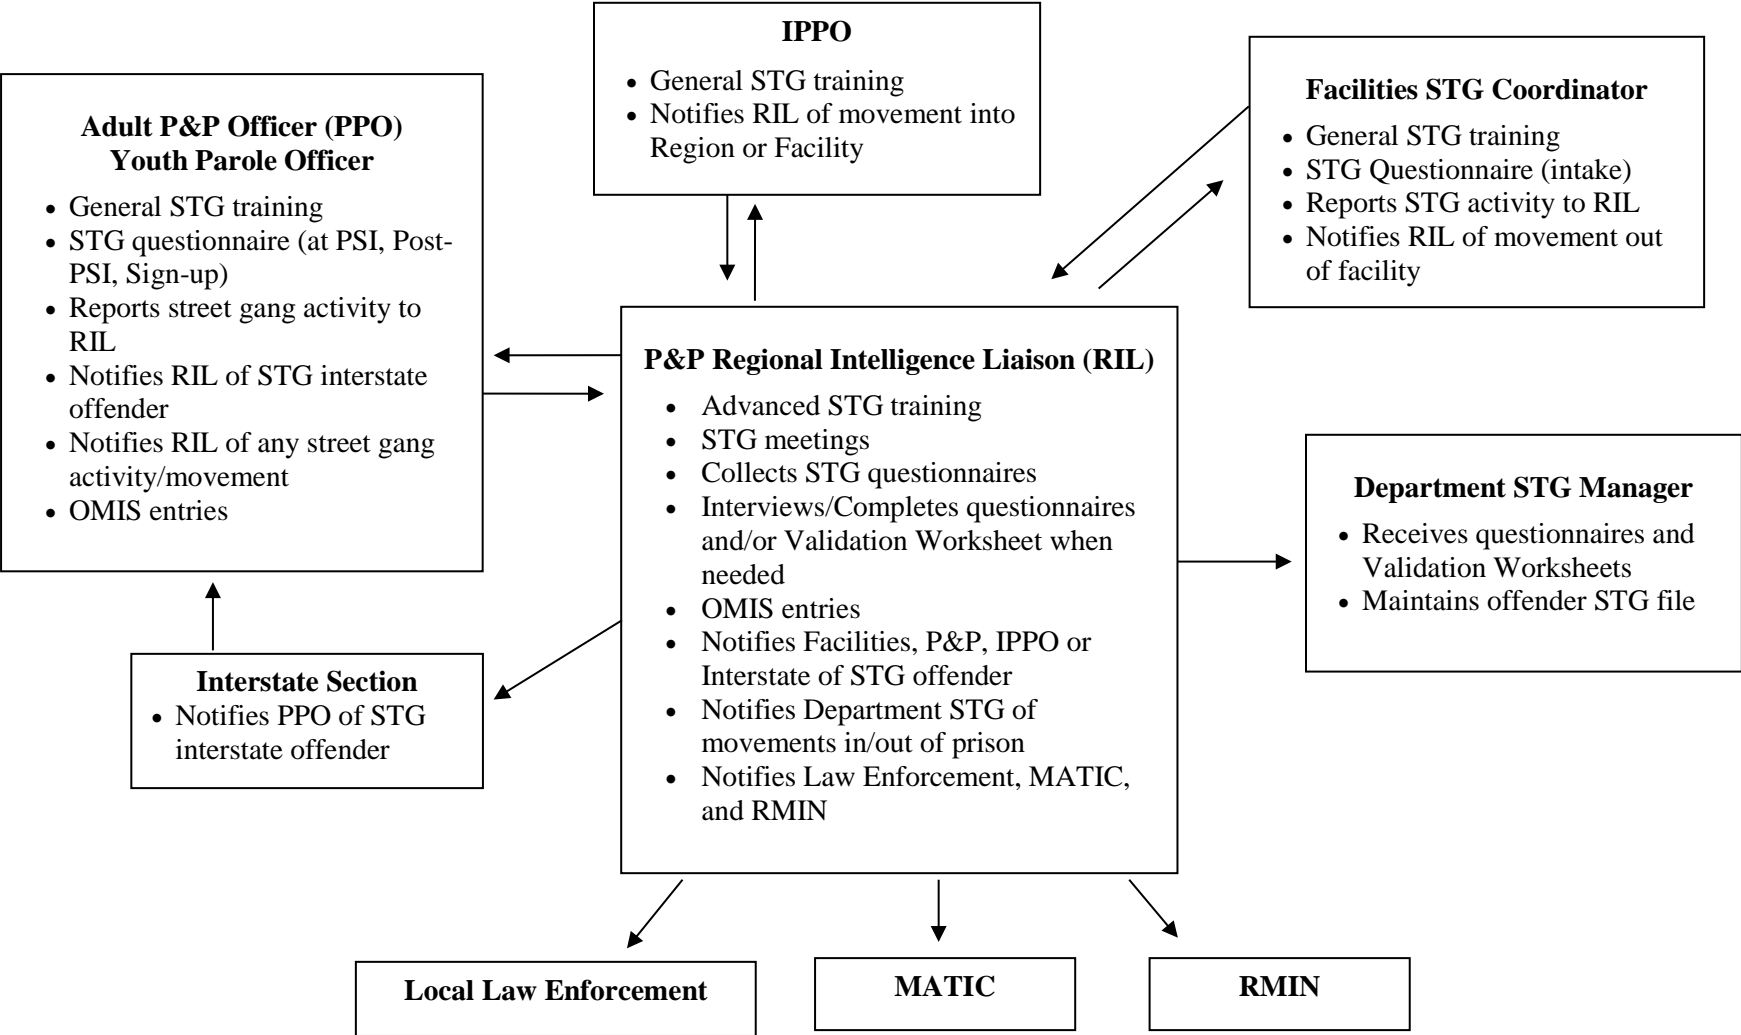 IPPO
• General STG training
• Notifies RIL of movement into
Region or Facility
Facilities STG Coordinator
• General STG training
• STG Questionnaire (intake)
• Reports STG activity to RIL
• Notifies RIL of movement out
of facility
Adult P&P Officer (PPO)
Youth Parole Officer
• General STG training
• STG questionnaire (at PSI, Post-
PSI, Sign-up)
• Reports street gang activity to
RIL
• Notifies RIL of STG interstate
offender
• Notifies RIL of any street gang
activity/movement
• OMIS entries
P&P Regional Intelligence Liaison (RIL)
• Advanced STG training
• STG meetings
• Collects STG questionnaires
• Interviews/Completes questionnaires
and/or Validation Worksheet when
needed
• OMIS entries
• Notifies Facilities, P&P, IPPO or
Interstate of STG offender
• Notifies Department STG of
movements in/out of prison
• Notifies Law Enforcement, MATIC,
and RMIN
Department STG Manager
• Receives questionnaires and
Validation Worksheets
• Maintains offender STG file
Interstate Section
• Notifies PPO of STG
interstate offender
Local Law Enforcement
MATIC
RMIN